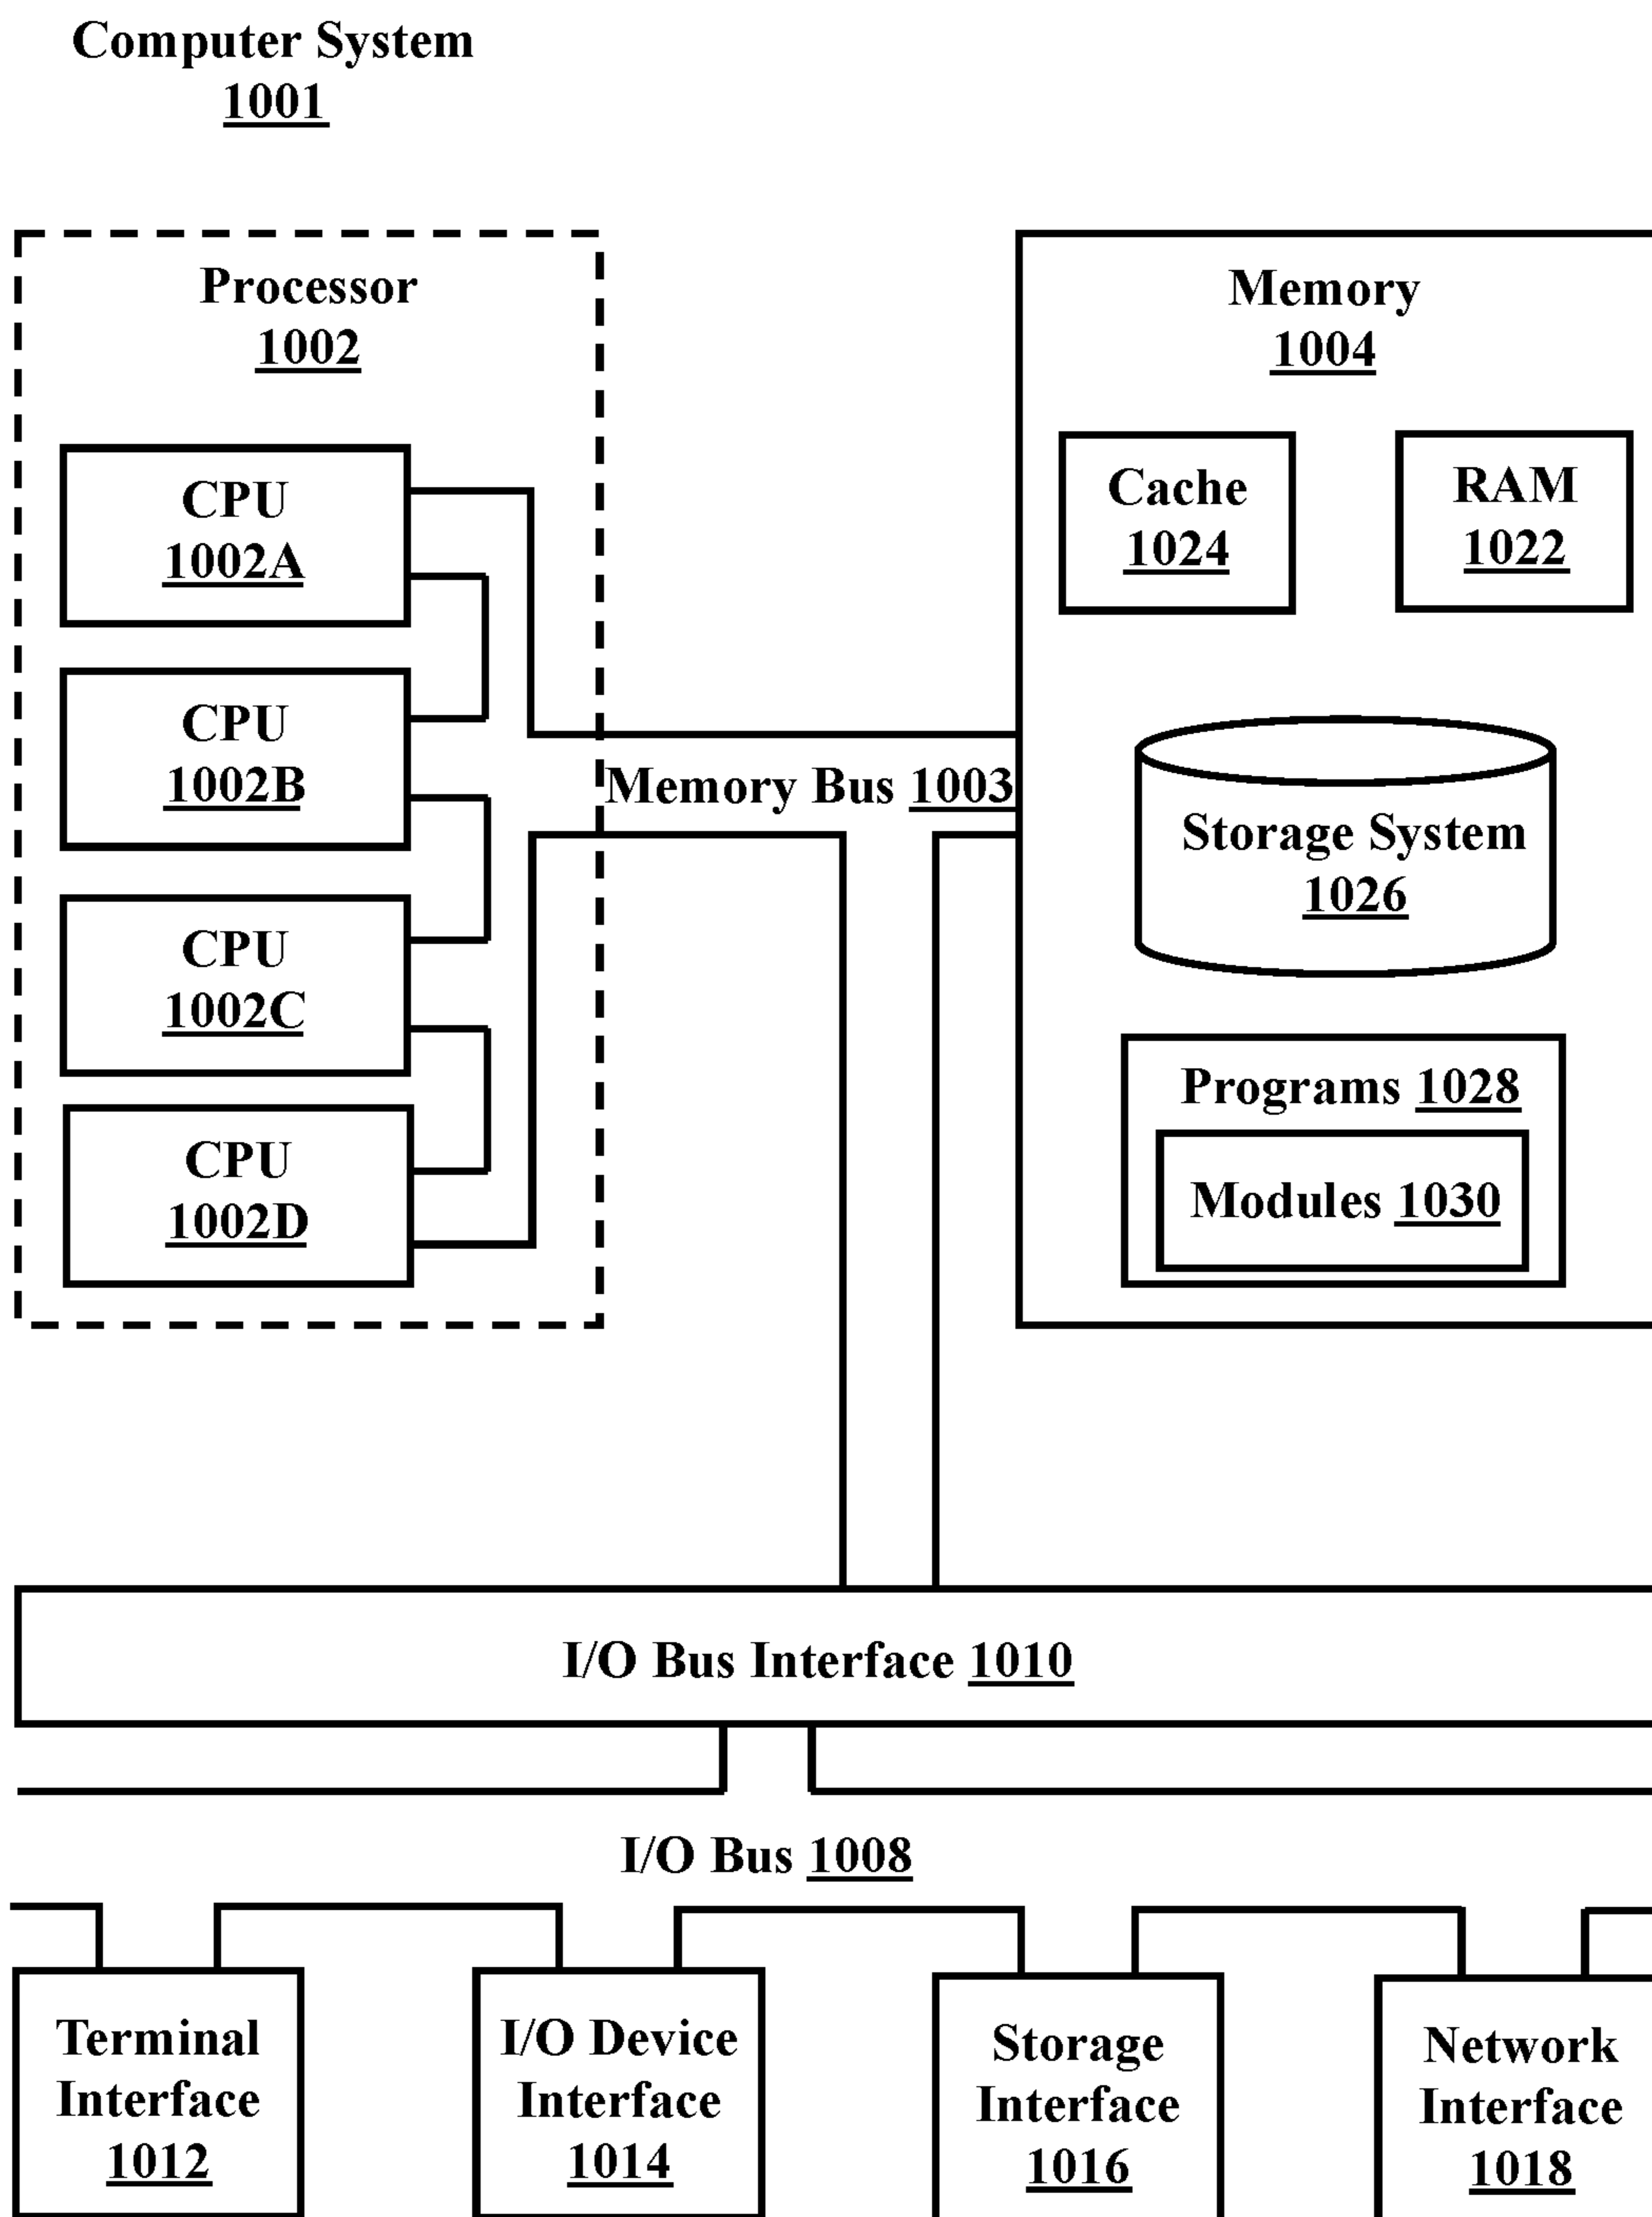 Computer System
1001
Processor
1002
CPU
1002A
CPU
1002B
CPU
1002C
CPU
1002D
Memory Bus 1003
Memory
1004
Cache
1024
RAM
1022
Storage System
1026
Programs 1028
Modules 1030
I/O Bus Interface 1010
I/O Bus 1008
Terminal
Interface
1012
I/O Device
Interface
1014
Storage
Interface
1016
Network
Interface
1018